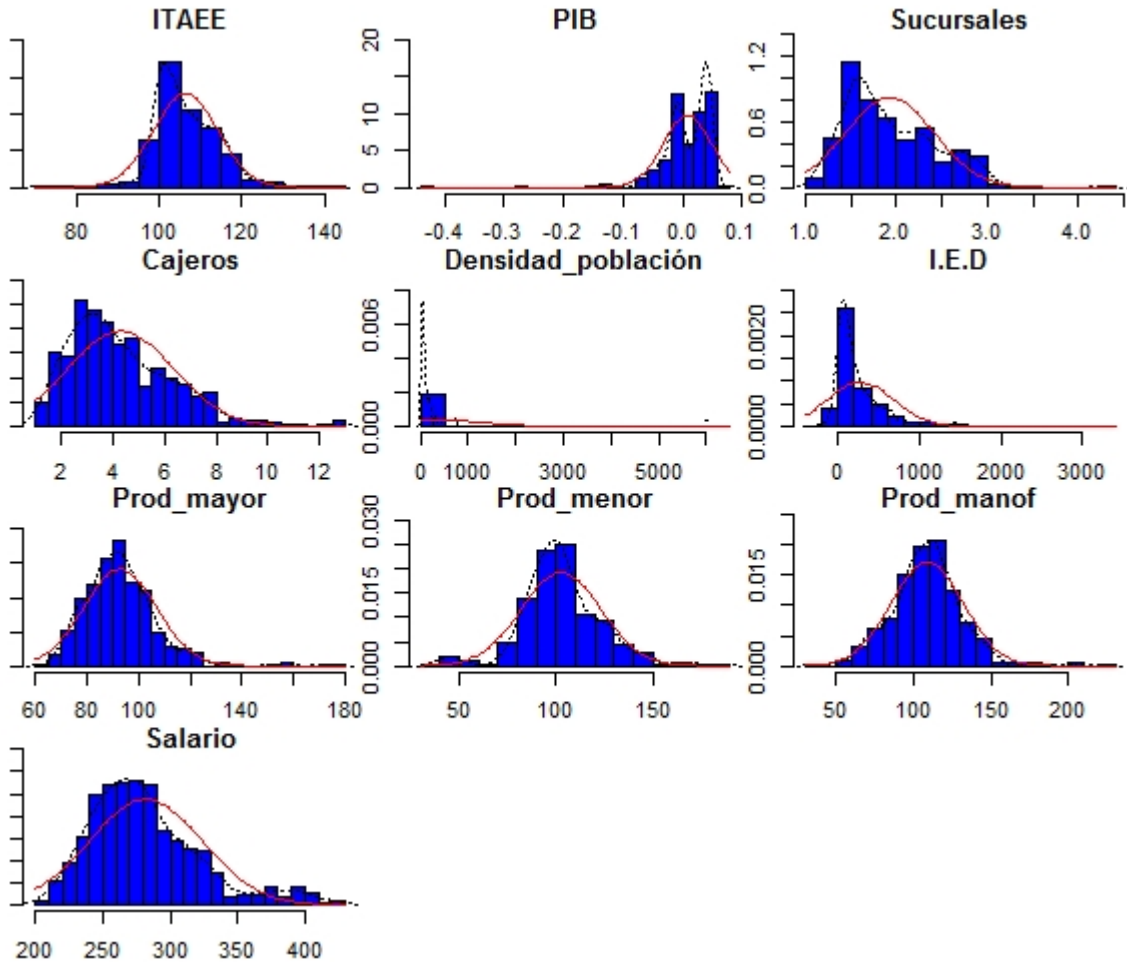 ITAEE PIB Sucursales
20
10
5
0
1.2
0.6
0.0
80 100 120 140
-0.4 -0.3 -0.2 -0.1 0.0 0.1
1.0 2.0 3.0 4.0
Cajeros Densidad_población I.E.D
0.006
0.000
0.0020
0.0000
2 4 6 8 10 12
0 1000 3000 5000
0 1000 2000 3000
Prod_mayor Prod_menor Prod_manof
0.030
0.015
0.000
0.015
0.000
60 80 100 140 180
50 100 150
50 100 150 200
Salario
200 250 300 350 400